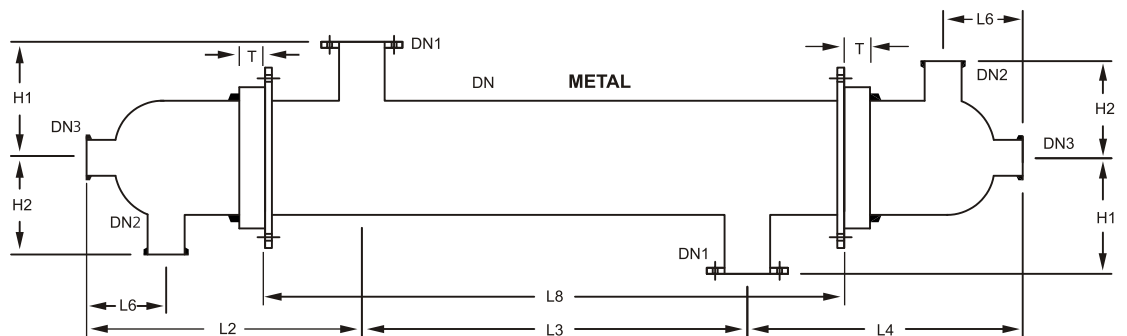 L6
DN1
T
T
DN
METAL
DN2
H1
H2
DN3
DN3
H2
DN2
H1
DN1
L6
L8
L2
L3
L4